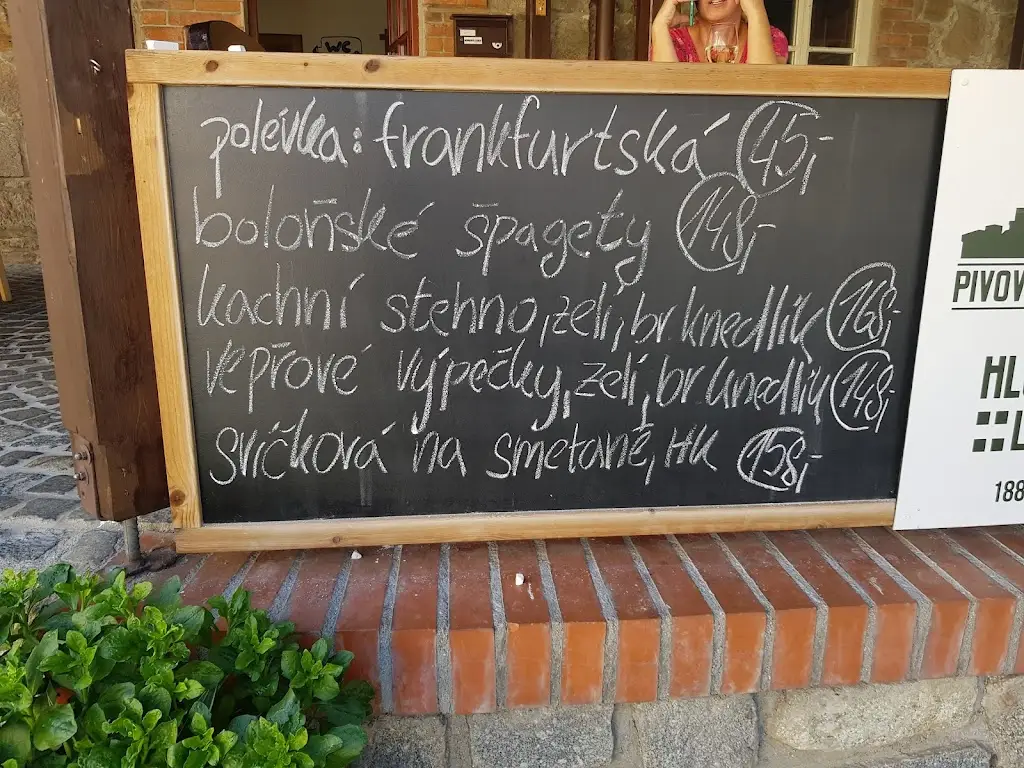 WC
polévka: frankfurtská 45,-
boloňské špagety 148,-
kachní stehno, zelí, br knedlík 168,-
vepřové výpečky, zelí, br knedlík 148,-
svíčková na smetaně, HK 158,-
PIVOV
HL
L
188